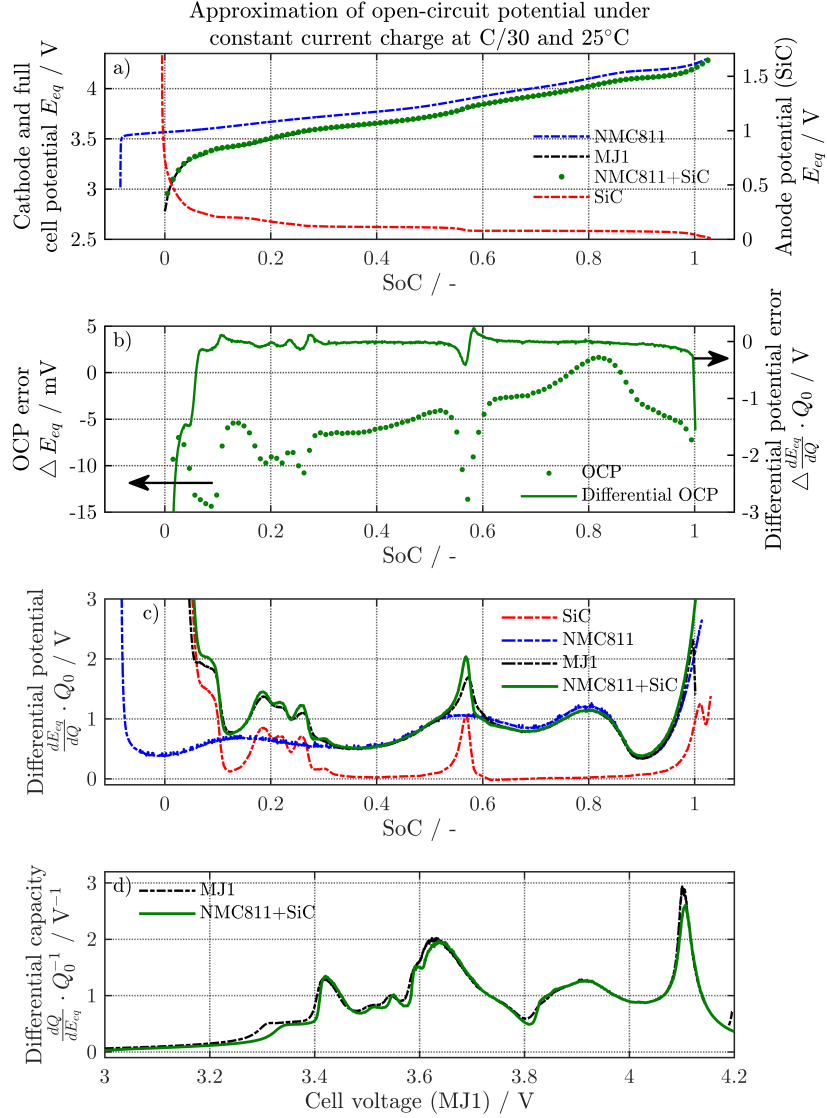 Approximation of open-circuit potential under
constant current charge at C/30 and 25°C
a)
Cathode and full
cell potential E_eq / V
4
3.5
3
2.5
NMC811
MJ1
NMC811+SiC
SiC
1.5
1
0.5
0
Anode potential (SiC)
E_eq / V
0
0.2
0.4
0.6
0.8
1
SoC / -
b)
OCP error
△ E_eq / mV
5
0
-5
-10
-15
OCP
Differential OCP
0
-1
-2
-3
Differential potential error
△ dE_eq/dQ · Q_0 / V
0
0.2
0.4
0.6
0.8
1
SoC / -
c)
Differential potential
dE_eq/dQ · Q_0 / V
3
2
1
0
SiC
NMC811
MJ1
NMC811+SiC
0
0.2
0.4
0.6
0.8
1
SoC / -
d)
Differential capacity
dQ/dE_eq · Q_0^-1 / V^-1
3
2
1
0
MJ1
NMC811+SiC
3
3.2
3.4
3.6
3.8
4
4.2
Cell voltage (MJ1) / V